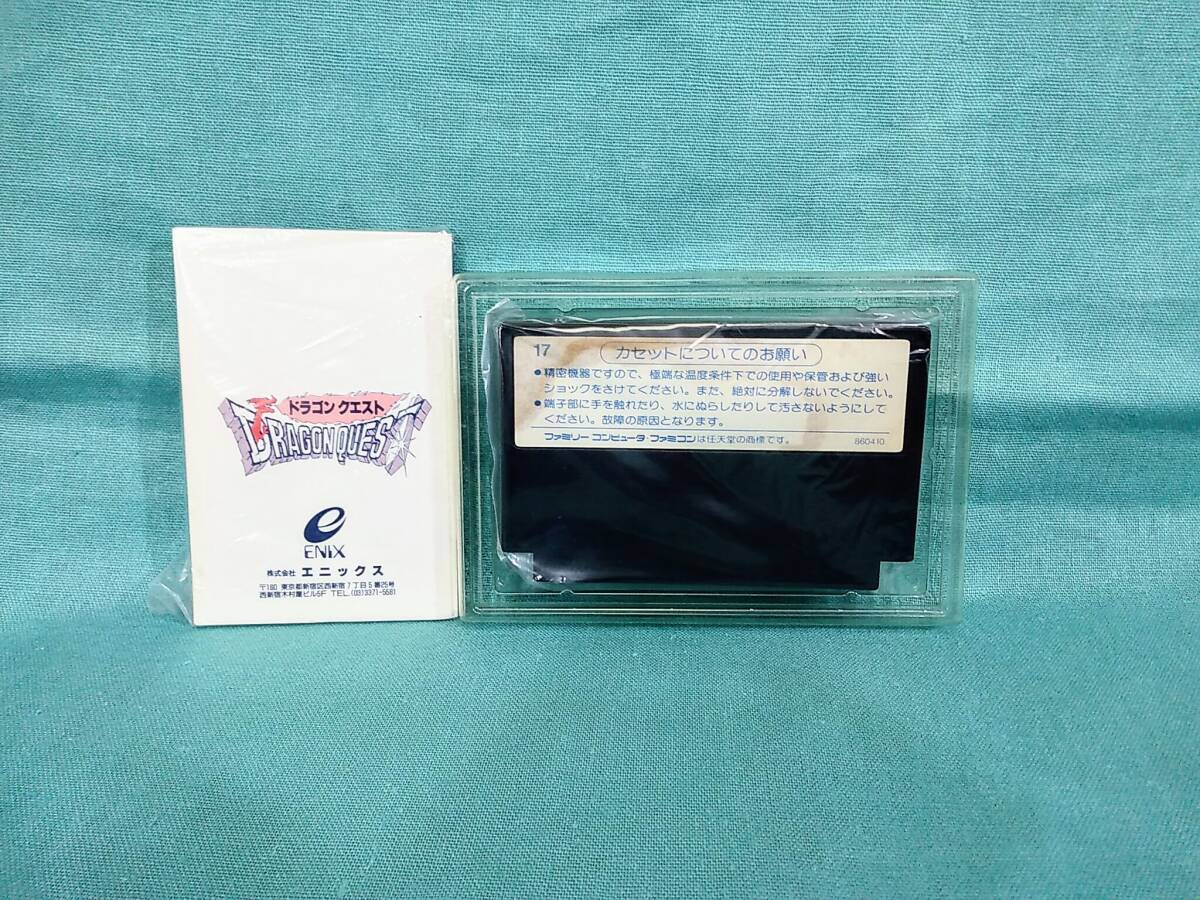 ドラゴン クエスト
DRAGON QUEST
e
ENIX
株式会社 エニックス
〒160 東京都新宿区西新宿7丁目5番25号
西新宿木村屋ビル5F TEL.(03)3371-5581
17
カセットについてのお願い
●精密機器ですので、極端な温度条件下での使用や保管および強い
ショックをさけてください。また、絶対に分解しないでください。
●端子部に手を触れたり、水にぬらしたりして汚さないようにして
ください。故障の原因となります。
ファミリー コンピュータ・ファミコンは任天堂の商標です。
860410